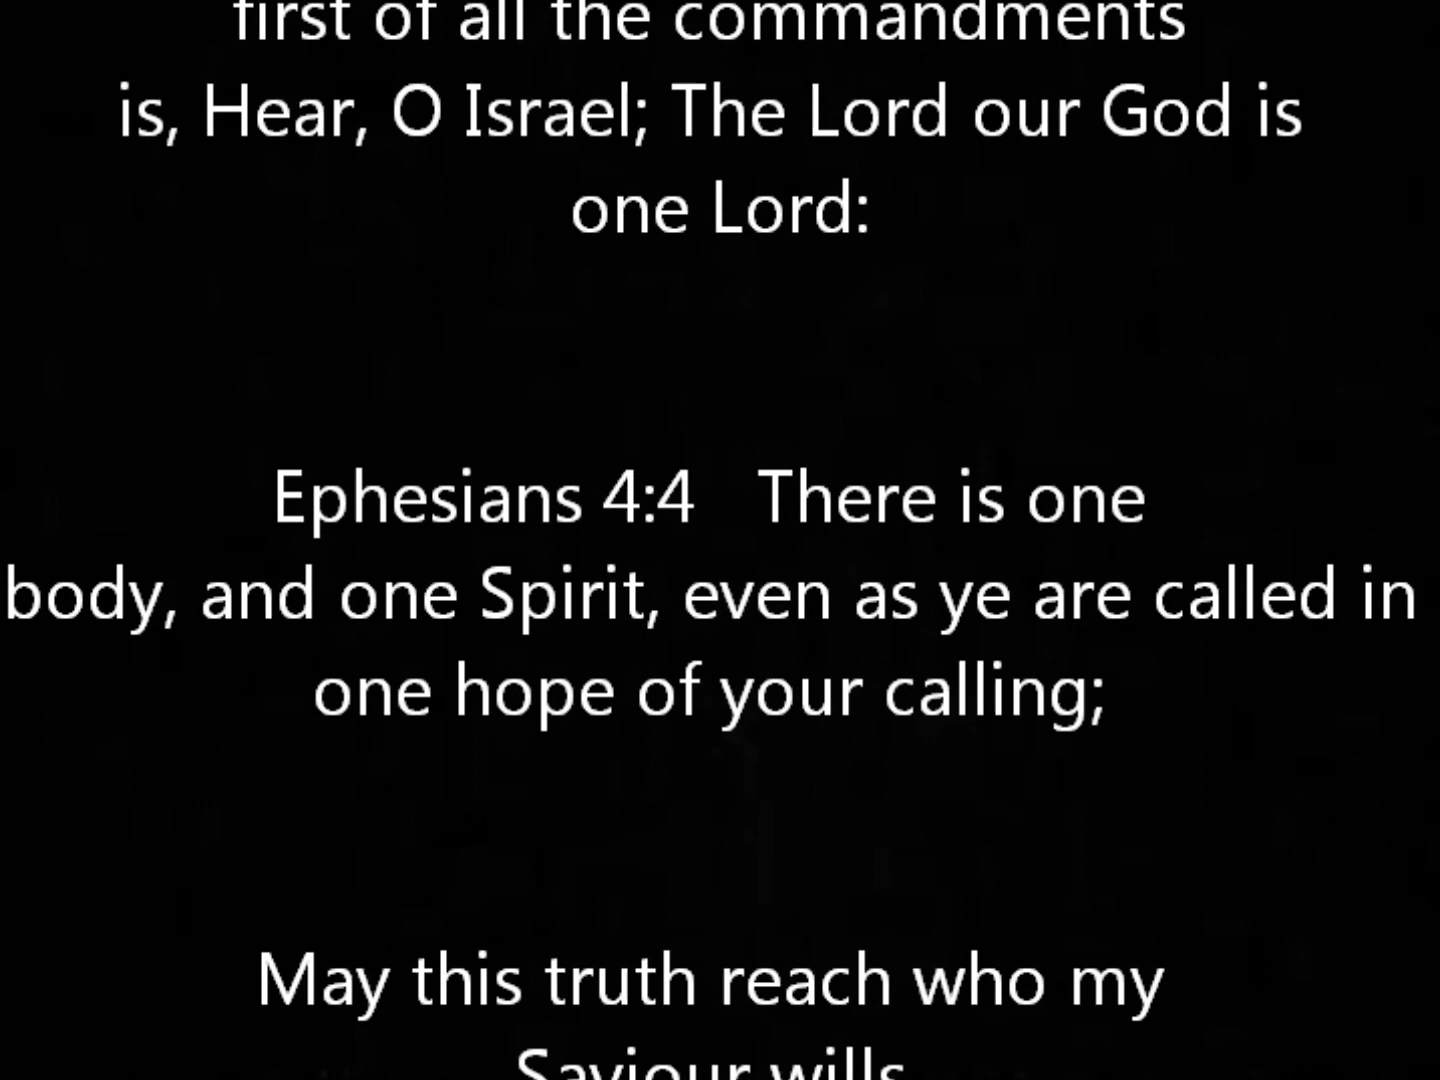 first of all the commandments
is, Hear, O Israel; The Lord our God is
one Lord:
Ephesians 4:4 There is one
body, and one Spirit, even as ye are called in
one hope of your calling;
May this truth reach who my
Saviour wills